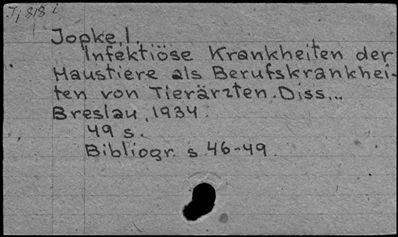 Jopke, I.
Infektiöse Krankheiten der
Haustiere als Berufskrankhei-
ten von Tierärzten. Diss...
Breslau, 1934.
49 s.
Bibliogr. s. 46-49.